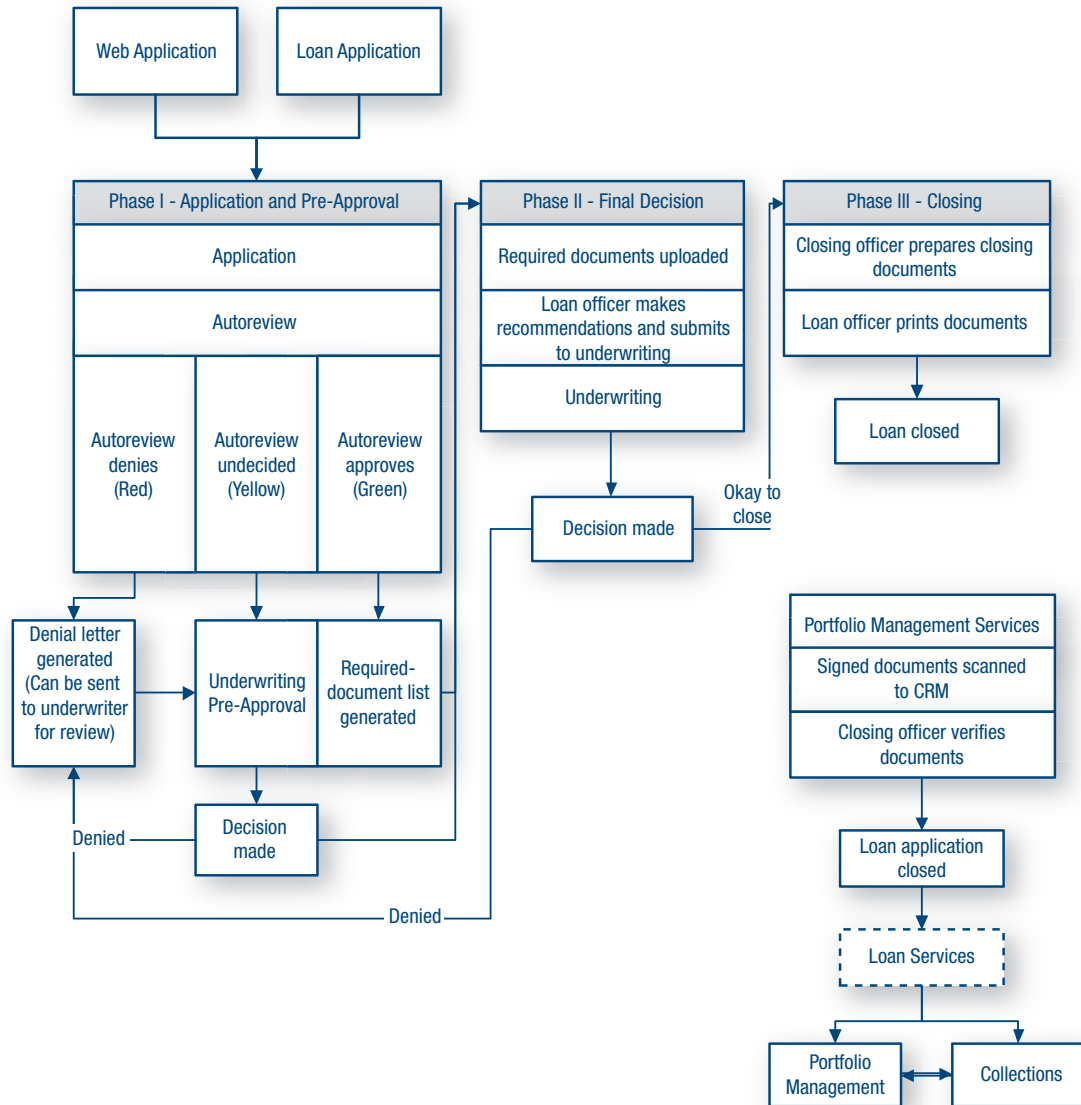 Web Application
Loan Application
Phase I - Application and Pre-Approval
Application
Autoreview
Autoreview
denies
(Red)
Autoreview
undecided
(Yellow)
Autoreview
approves
(Green)
Denial letter
generated
(Can be sent
to underwriter
for review)
Underwriting
Pre-Approval
Required-
document list
generated
Denied
Decision
made
Denied
Phase II - Final Decision
Required documents uploaded
Loan officer makes
recommendations and submits
to underwriting
Underwriting
Decision made
Okay to
close
Phase III - Closing
Closing officer prepares closing
documents
Loan officer prints documents
Loan closed
Portfolio Management Services
Signed documents scanned
to CRM
Closing officer verifies
documents
Loan application
closed
Loan Services
Portfolio
Management
Collections